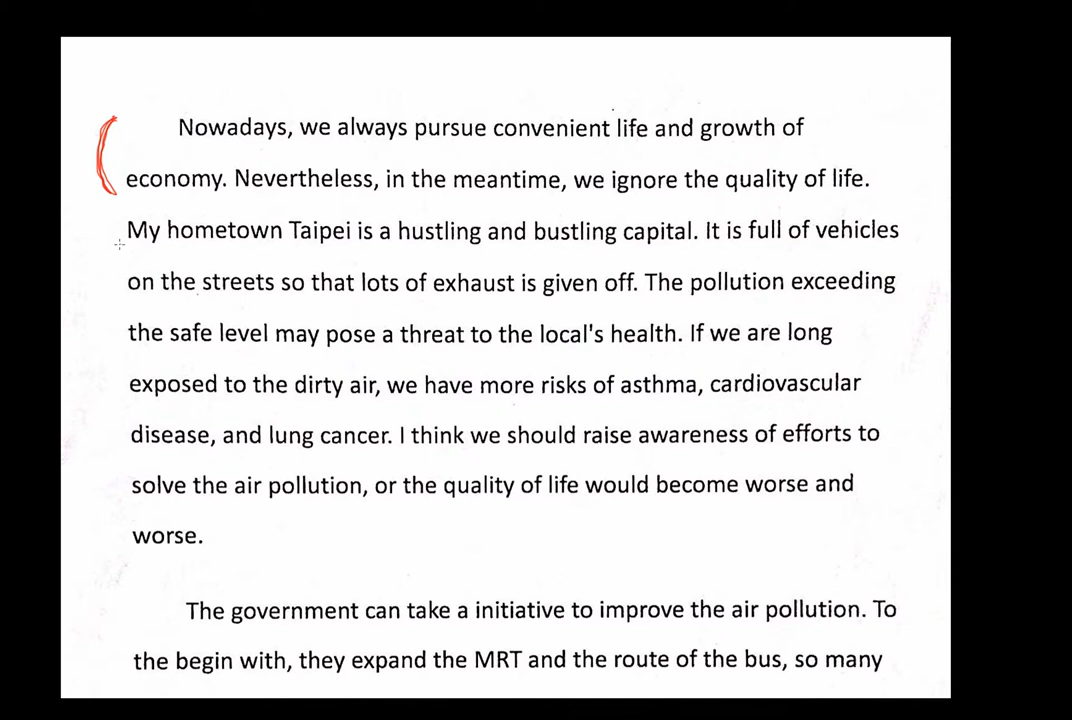 Nowadays, we always pursue convenient life and growth of
economy. Nevertheless, in the meantime, we ignore the quality of life.
My hometown Taipei is a hustling and bustling capital. It is full of vehicles
on the streets so that lots of exhaust is given off. The pollution exceeding
the safe level may pose a threat to the local's health. If we are long
exposed to the dirty air, we have more risks of asthma, cardiovascular
disease, and lung cancer. I think we should raise awareness of efforts to
solve the air pollution, or the quality of life would become worse and
worse.
The government can take a initiative to improve the air pollution. To
the begin with, they expand the MRT and the route of the bus, so many